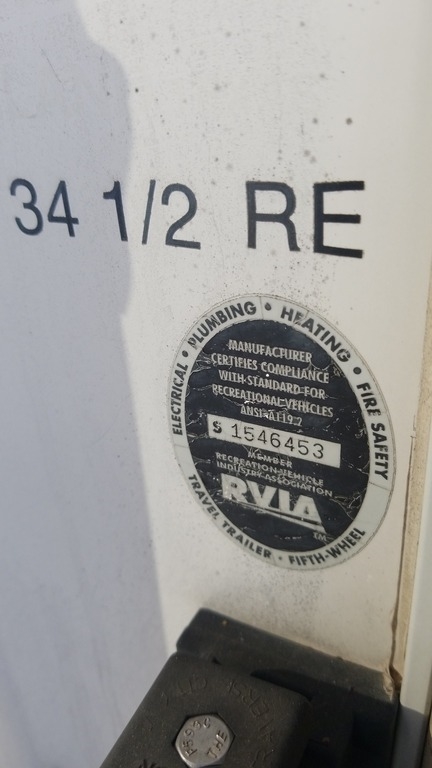 34 1/2 RE
ELECTRICAL • PLUMBING • HEATING • FIRE SAFETY
MANUFACTURER
CERTIFIES COMPLIANCE
WITH STANDARD FOR
RECREATIONAL VEHICLES
ANSI A119.2
S 1546453
MEMBER
RECREATION VEHICLE
INDUSTRY ASSOCIATION
RVIA
TM
TRAVEL TRAILER • FIFTH-WHEEL